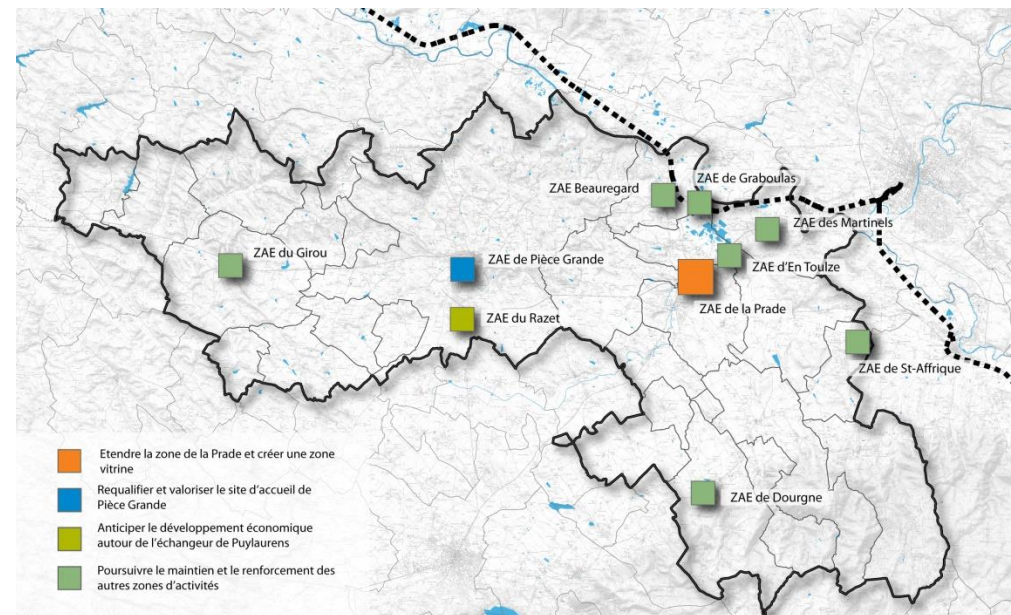 ZAE de Graboulas
ZAE Beauregard
ZAE des Martinels
ZAE du Girou
ZAE de Pièce Grande
ZAE d'En Toulze
ZAE de la Prade
ZAE du Razet
ZAE de St-Affrique
ZAE de Dourgne
Etendre la zone de la Prade et créer une zone
vitrine
Requalifier et valoriser le site d'accueil de
Pièce Grande
Anticiper le développement économique
autour de l'échangeur de Puylaurens
Poursuivre le maintien et le renforcement des
autres zones d'activités